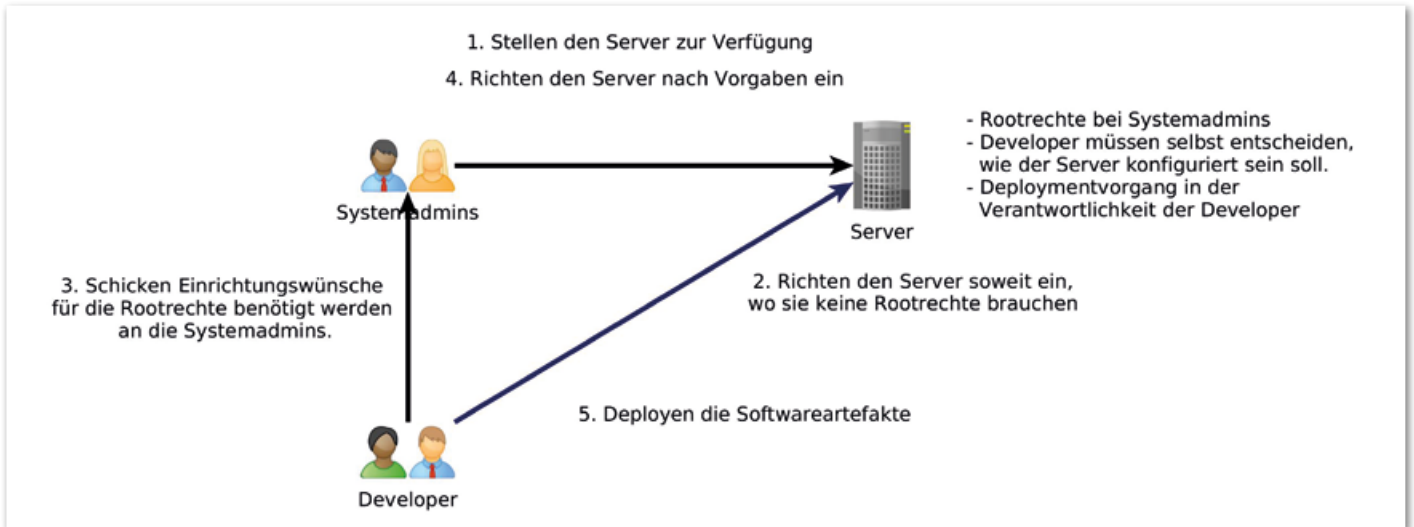 1. Stellen den Server zur Verfügung
4. Richten den Server nach Vorgaben ein
- Rootrechte bei Systemadmins
- Developer müssen selbst entscheiden,
wie der Server konfiguriert sein soll.
- Deploymentvorgang in der
Verantwortlichkeit der Developer
Systemadmins
Server
3. Schicken Einrichtungswünsche
für die Rootrechte benötigt werden
an die Systemadmins.
2. Richten den Server soweit ein,
wo sie keine Rootrechte brauchen
5. Deployen die Softwareartefakte
Developer